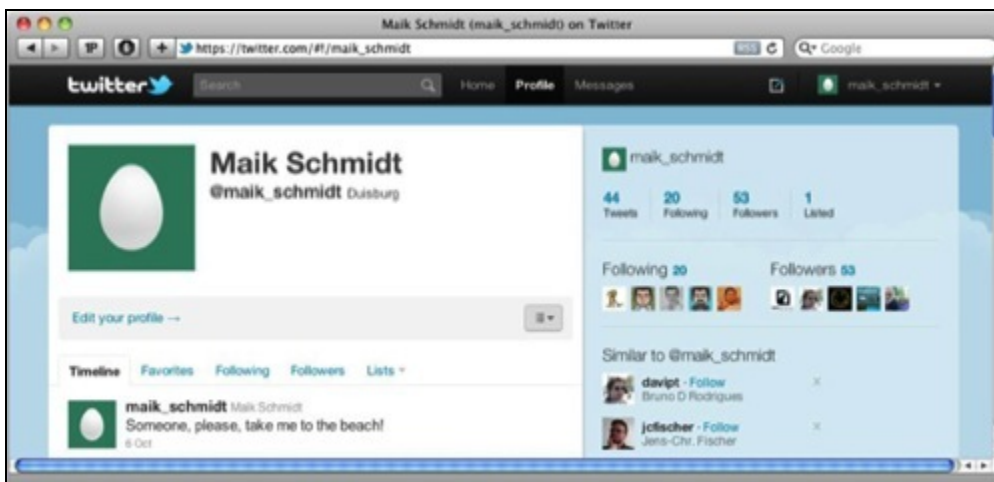 Maik Schmidt (maik_schmidt) on Twitter
1P + https://twitter.com/#!/maik_schmidt RSS Google
twitter Search Home Profile Messages maik_schmidt
Maik Schmidt
@maik_schmidt Duisburg
Edit your profile →
Timeline Favorites Following Followers Lists
maik_schmidt Maik Schmidt
Someone, please, take me to the beach!
6 Oct
maik_schmidt
44 20 53 1
Tweets Following Followers Listed
Following 20 Followers 53
Similar to @maik_schmidt
davipt · Follow x
Bruno D Rodrigues
jcfischer · Follow x
Jens-Chr. Fischer